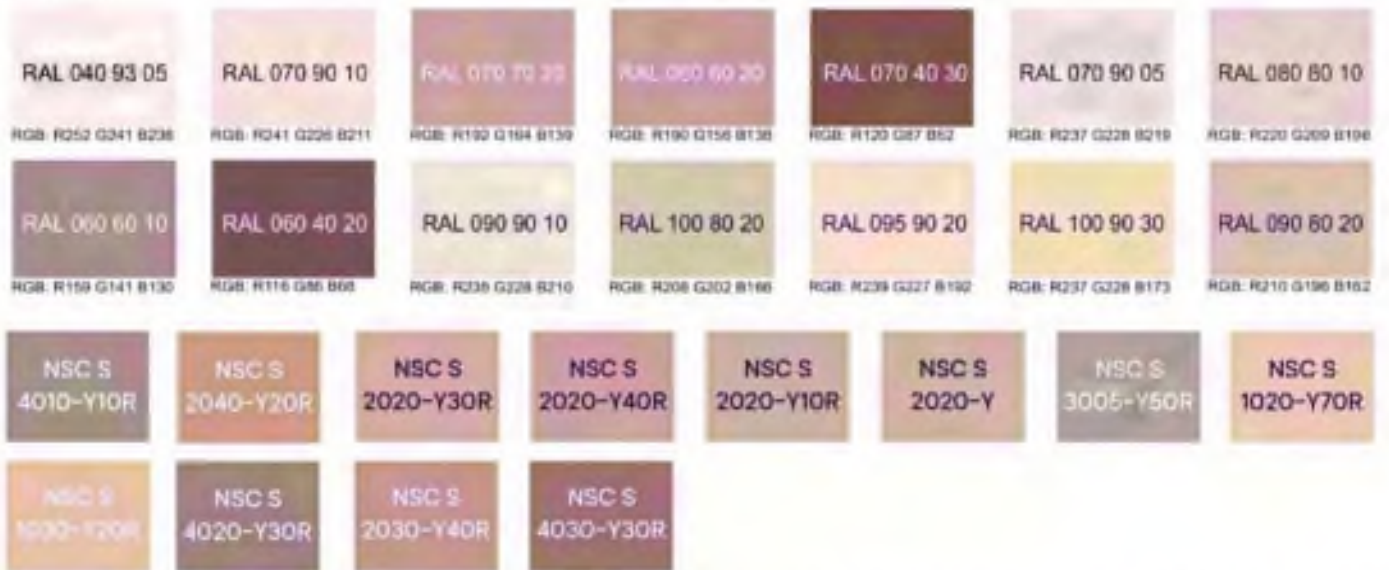 RAL 040 93 05 RAL 070 90 10 RAL 070 70 20 RAL 060 60 20 RAL 070 40 30 RAL 070 90 05 RAL 080 80 10
RGB: R252 G241 B238 RGB: R241 G226 B211 RGB: R192 G164 B139 RGB: R190 G156 B138 RGB: R120 G87 B52 RGB: R237 G228 B219 RGB: R220 G209 B196
RAL 060 60 10 RAL 060 40 20 RAL 090 90 10 RAL 100 80 20 RAL 095 90 20 RAL 100 90 30 RAL 090 80 20
RGB: R159 G141 B130 RGB: R116 G86 B68 RGB: G228 B210 RGB: R208 G202 B166 RGB: R239 G227 B192 RGB: R237 G228 B173 RGB: R210 G196 B162
NSC S NSC S NSC S NSC S NSC S NSC S NSC S NSC S
4010-Y10R 2040-Y20R 2020-Y30R 2020-Y40R 2020-Y10R 2020-Y 3005-Y50R 1020-Y70R
NSC S NSC S NSC S NSC S
1030-Y20R 4020-Y30R 2030-Y40R 4030-Y30R